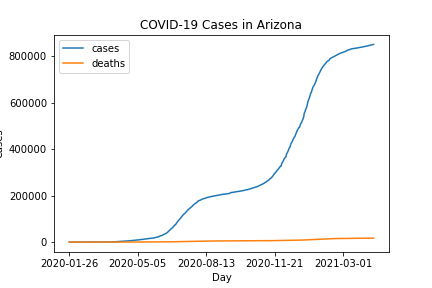 COVID-19 Cases in Arizona
cases
deaths
800000
600000
400000
200000
0
cases
2020-01-26 2020-05-05 2020-08-13 2020-11-21 2021-03-01
Day